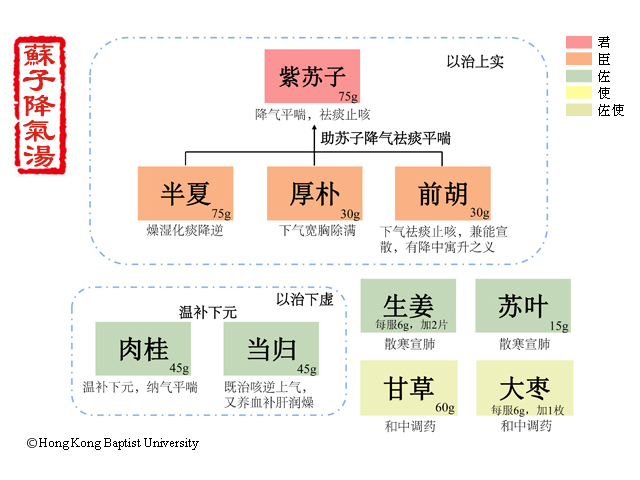 蘇子降氣湯
君
臣
佐
使
佐使
以治上实
紫苏子
75g
降气平喘，祛痰止咳
助苏子降气祛痰平喘
半夏
75g
燥湿化痰降逆
厚朴
30g
下气宽胸除满
前胡
30g
下气祛痰止咳，兼能宣
散，有降中寓升之义
以治下虚
温补下元
肉桂
45g
温补下元，纳气平喘
当归
45g
既治咳逆上气，
又养血补肝润燥
生姜
每服6g，加2片
散寒宣肺
苏叶
15g
散寒宣肺
甘草
60g
和中调药
大枣
每服6g，加1枚
和中调药
©Hong Kong Baptist University